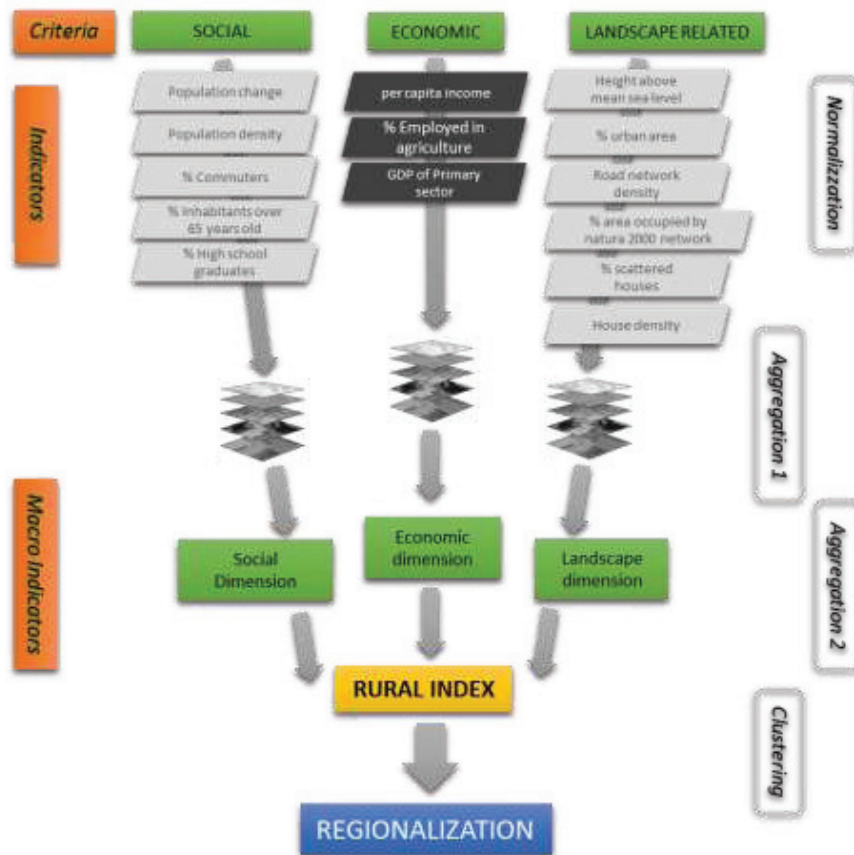 Criteria
SOCIAL
ECONOMIC
LANDSCAPE RELATED
Indicators
Population change
Population density
% Commuters
% Inhabitants over
65 years old
% High school
graduates
per capita income
% Employed in
agriculture
GDP of Primary
sector
Height above
mean sea level
% urban area
Road network
density
% area occupied by
natura 2000 network
% scattered
houses
House density
Normalizzation
Aggregation 1
Macro Indicators
Social
Dimension
Economic
dimension
Landscape
dimension
Aggregation 2
RURAL INDEX
Clustering
REGIONALIZATION